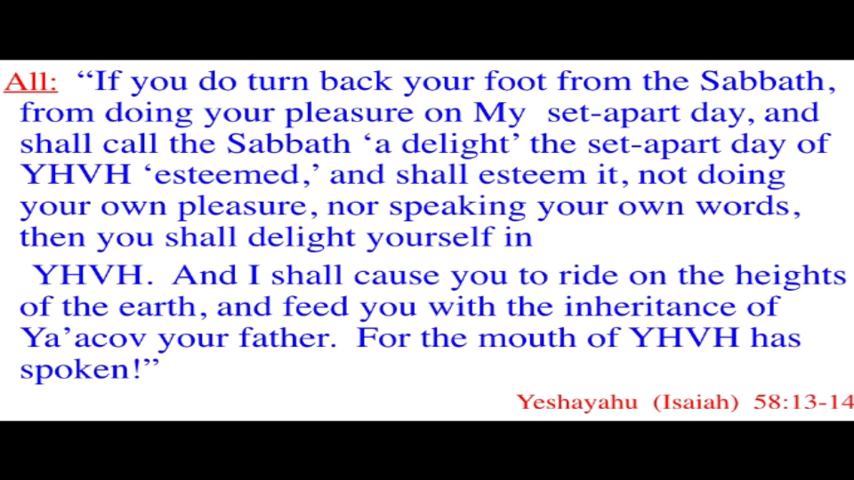 All:  “If you do turn back your foot from the Sabbath,
from doing your pleasure on My  set-apart day, and
shall call the Sabbath ‘a delight’ the set-apart day of
YHVH ‘esteemed,’ and shall esteem it, not doing
your own pleasure, nor speaking your own words,
then you shall delight yourself in
YHVH.  And I shall cause you to ride on the heights
of the earth, and feed you with the inheritance of
Ya’acov your father.  For the mouth of YHVH has
spoken!”
Yeshayahu  (Isaiah)  58:13-14